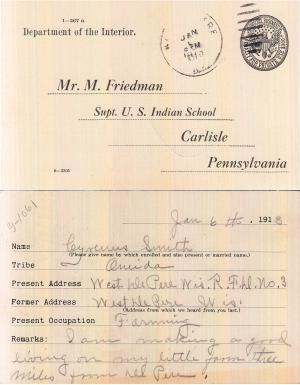 1—567 a
Department of the Interior.
JAN
Mr. M. Friedman
Supt. U. S. Indian School
Carlisle
Pennsylvania
Jan 6th, 1913
Name Cyrenus Smith
(Please give name by which enrolled and also present or married name.)
Tribe Oneida
Present Address West De Pere Wis. R.F.d. No. 3
Former Address West De Pere Wis.
(Address from which we heard from you last.)
Present Occupation Farming
Remarks: I am making a good
living on my little farm three
miles from De Pere.